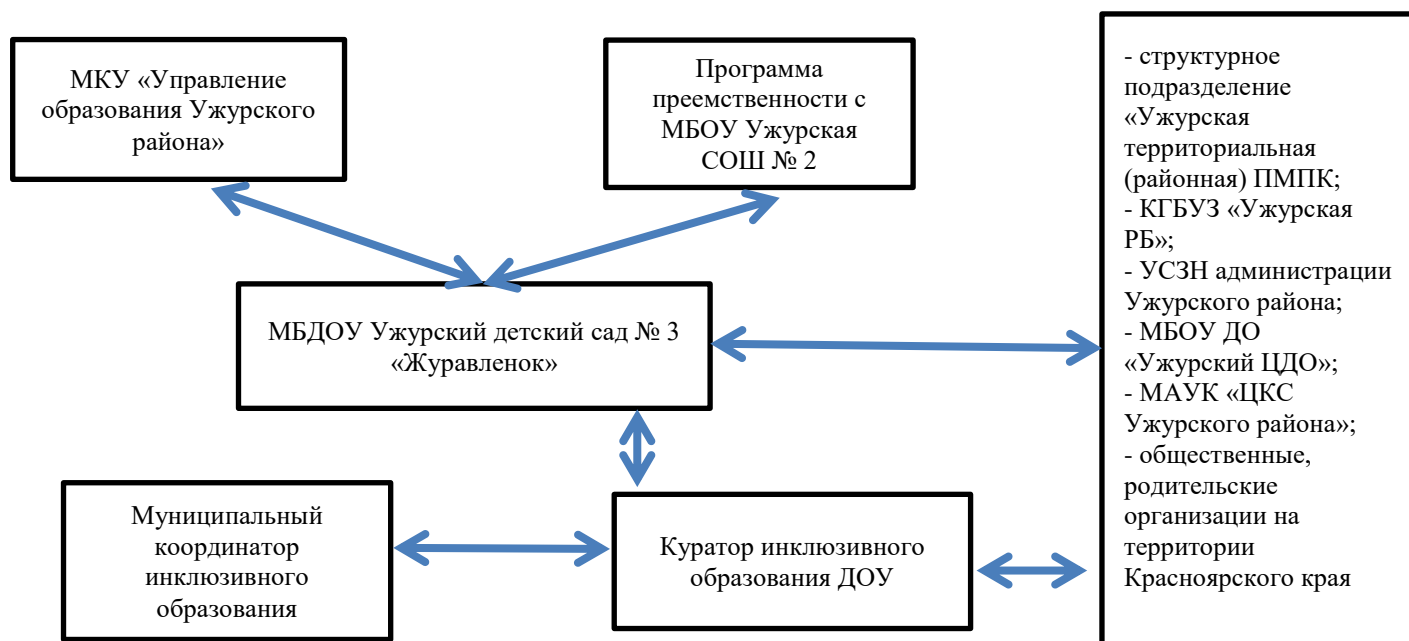 МКУ «Управление
образования Ужурского
района»
Программа
преемственности с
МБОУ Ужурская
СОШ № 2
- структурное
подразделение
«Ужурская
территориальная
(районная) ПМПК;
- КГБУЗ «Ужурская
РБ»;
- УСЗН администрации
Ужурского района;
- МБОУ ДО
«Ужурский ЦДО»;
- МАУК «ЦКС
Ужурского района»;
- общественные,
родительские
организации на
территории
Красноярского края
МБДОУ Ужурский детский сад № 3
«Журавленок»
Муниципальный
координатор
инклюзивного
образования
Куратор инклюзивного
образования ДОУ